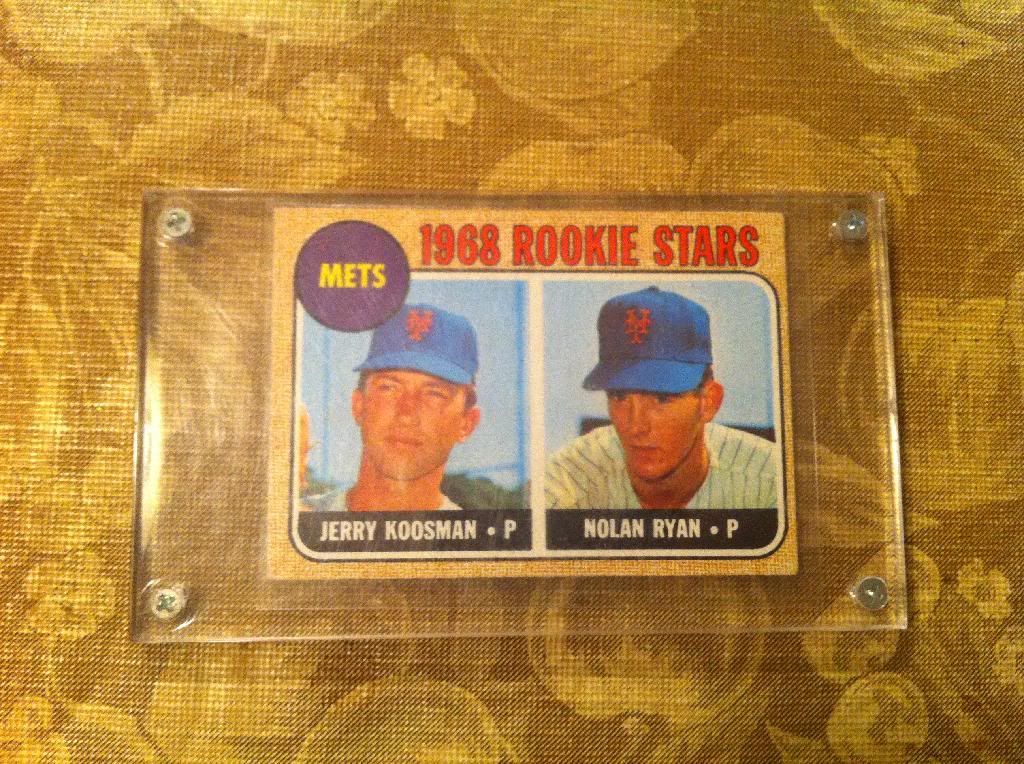 1968 ROOKIE STARS
METS
JERRY KOOSMAN • P
NOLAN RYAN • P